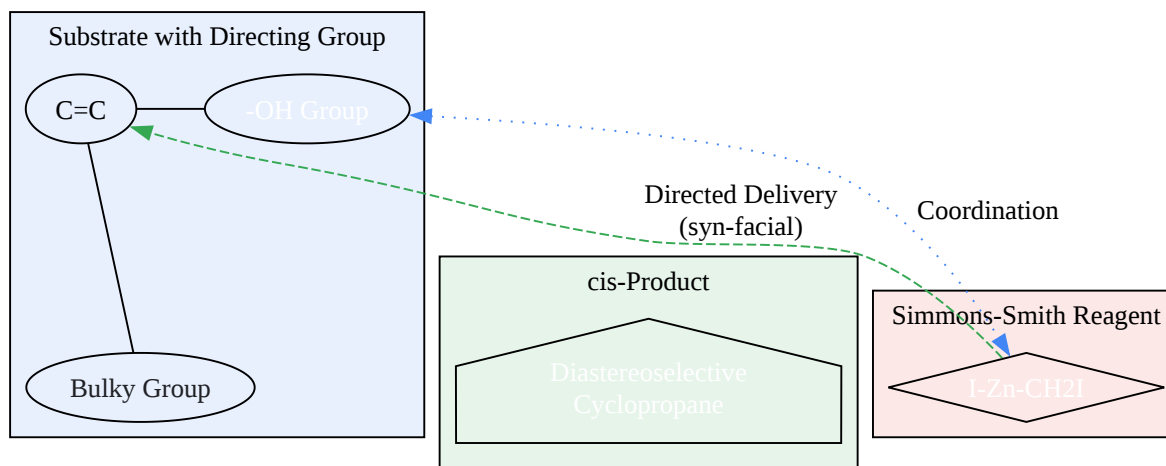 Substrate with Directing Group
C=C
-OH Group
Bulky Group
Directed Delivery
(syn-facial)
Coordination
cis-Product
Diastereoselective
Cyclopropane
Simmons-Smith Reagent
I-Zn-CH2I